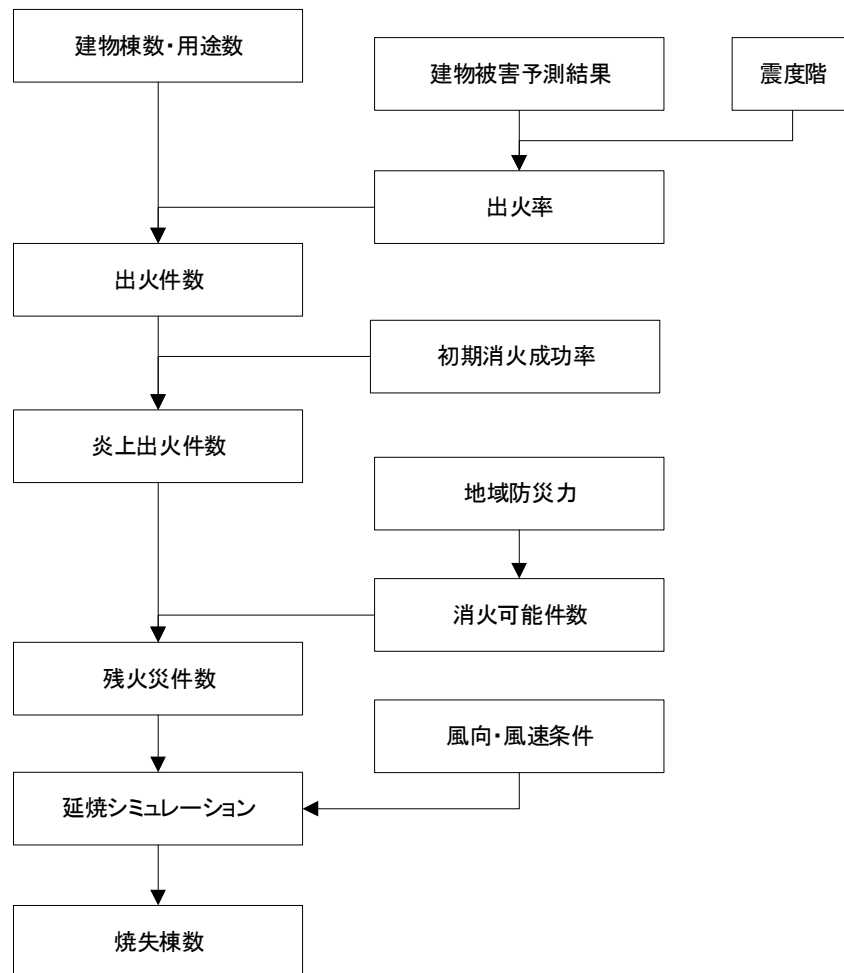 建物棟数・用途数
建物被害予測結果
震度階
出火率
出火件数
初期消火成功率
炎上出火件数
地域防災力
消火可能件数
残火災件数
風向・風速条件
延焼シミュレーション
焼失棟数